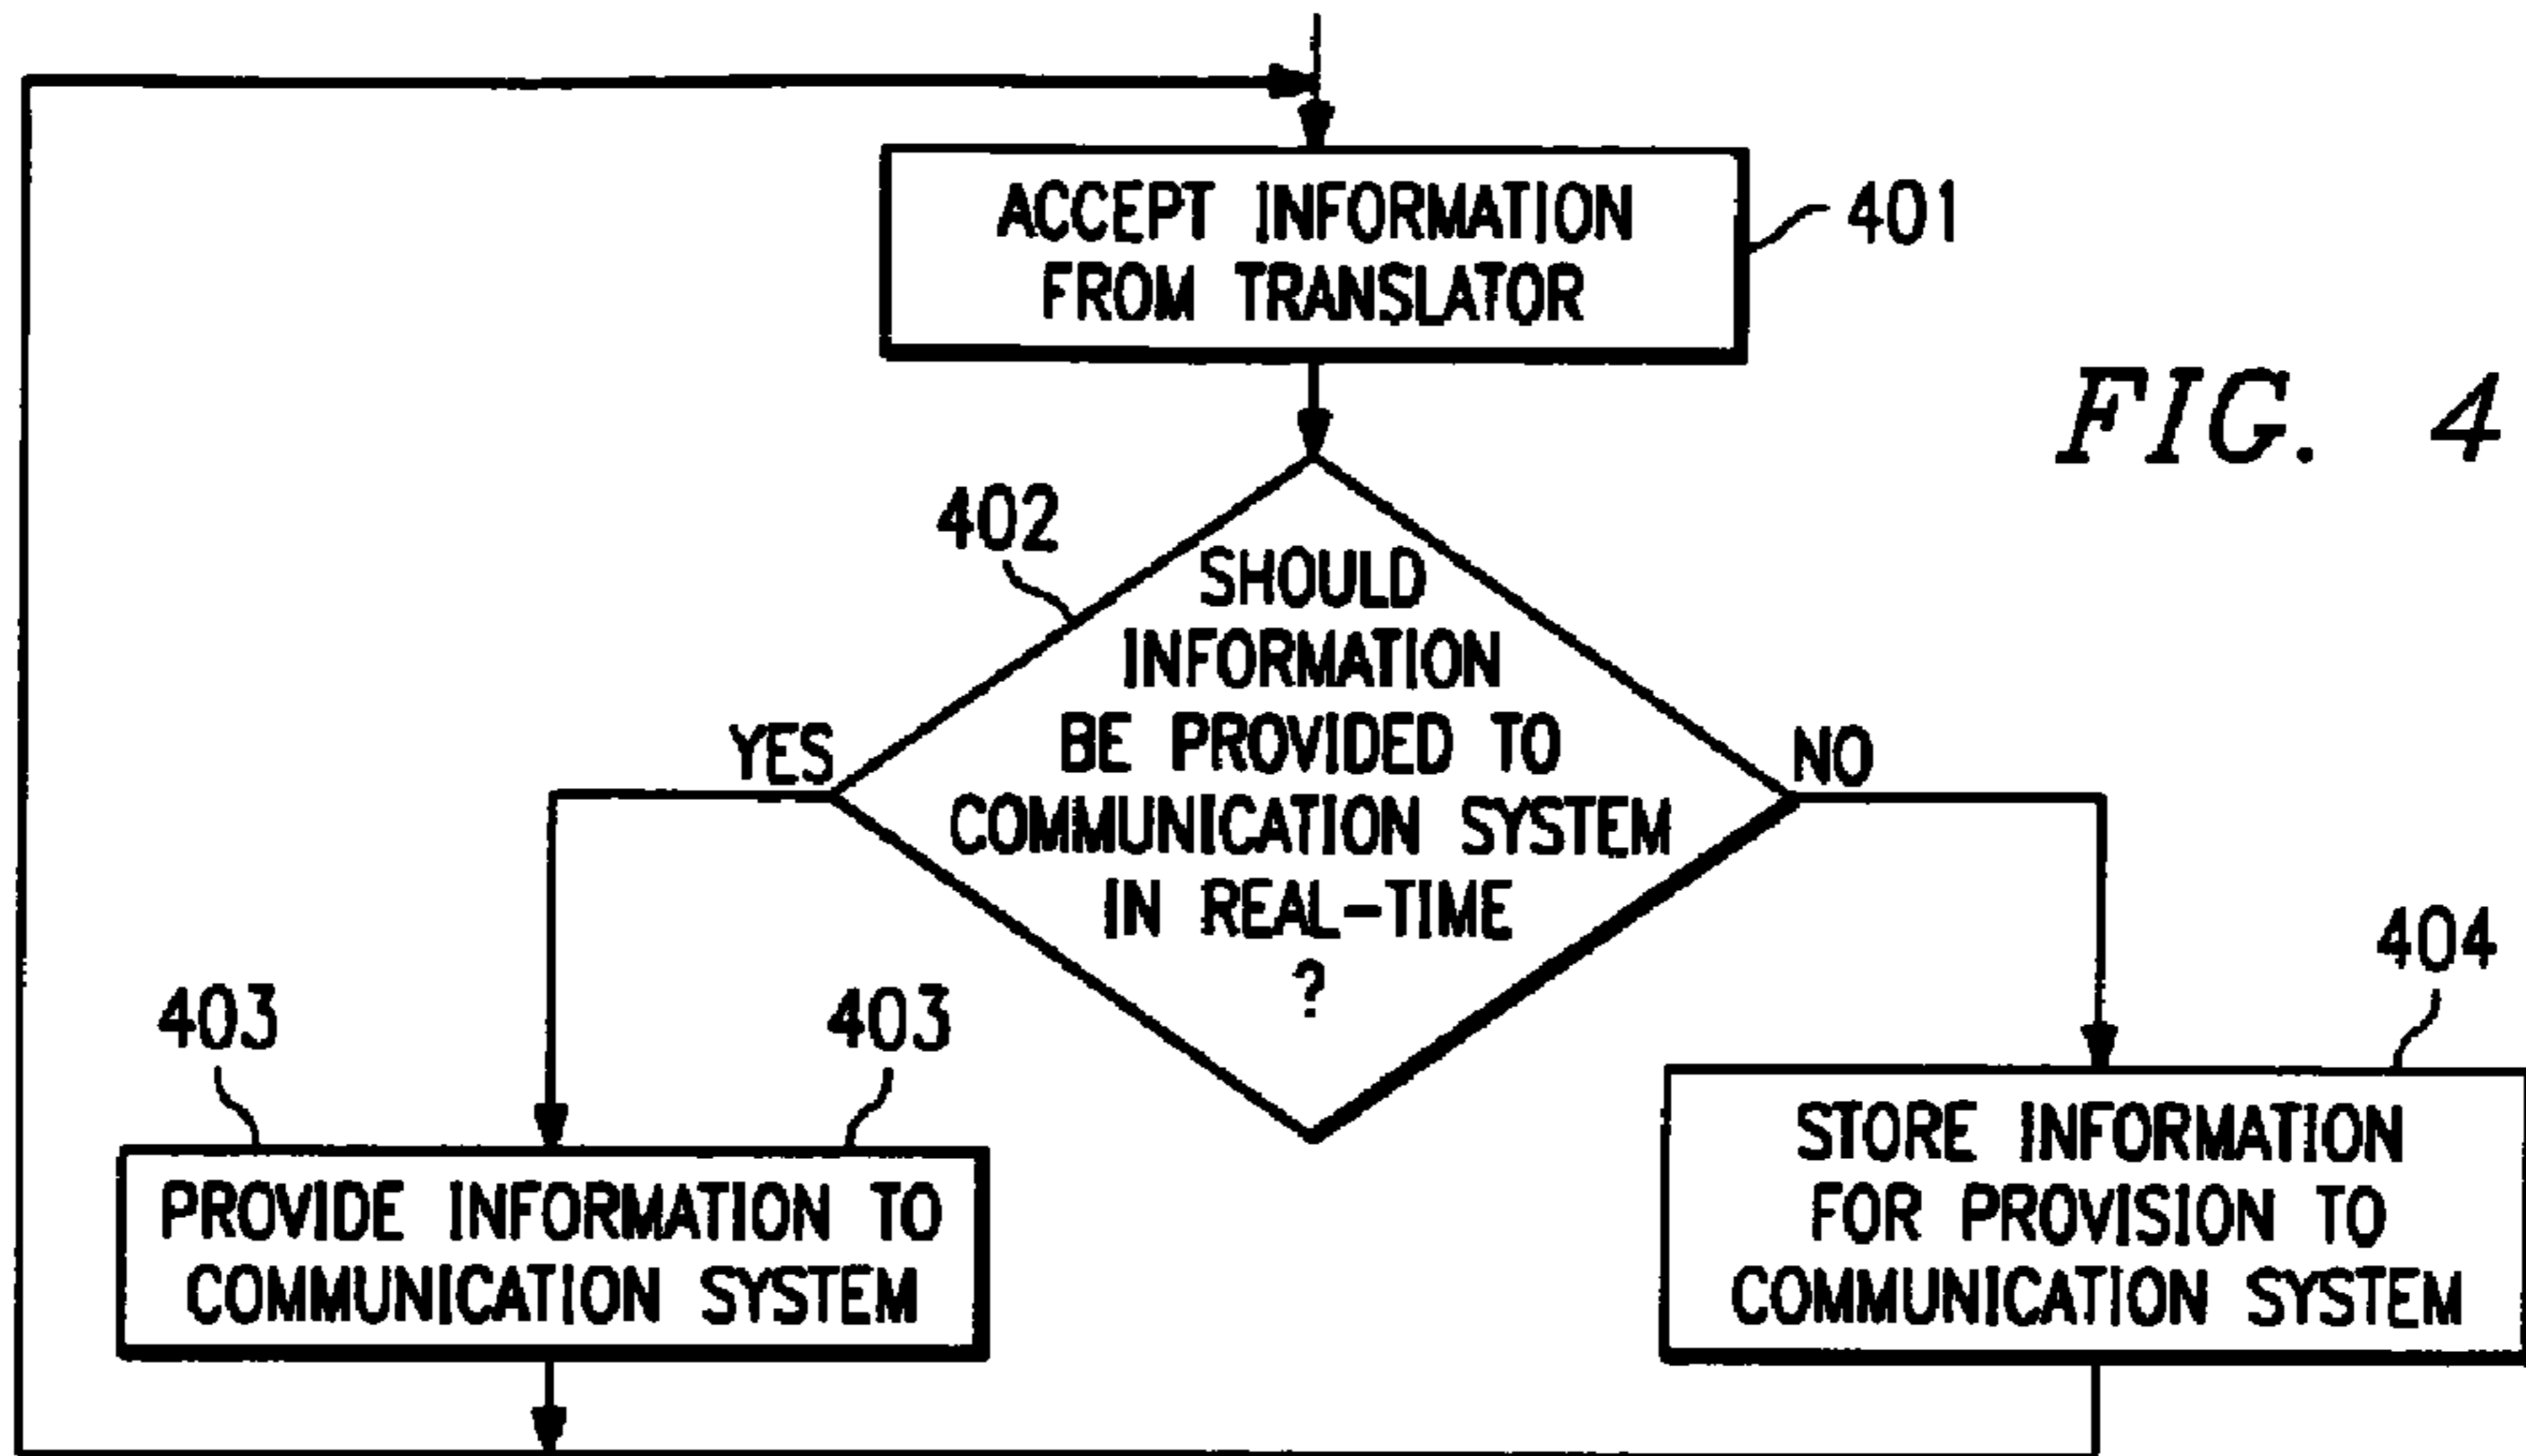 ACCEPT INFORMATION
FROM TRANSLATOR
401
FIG. 4
402
SHOULD
INFORMATION
BE PROVIDED TO
COMMUNICATION SYSTEM
IN REAL-TIME
?
YES
NO
403
403
PROVIDE INFORMATION TO
COMMUNICATION SYSTEM
404
STORE INFORMATION
FOR PROVISION TO
COMMUNICATION SYSTEM